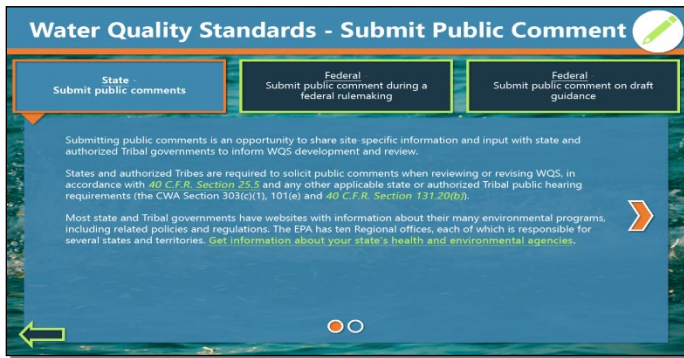 Water Quality Standards - Submit Public Comment
State -
Submit public comments
Federal -
Submit public comment during a
federal rulemaking
Federal -
Submit public comment on draft
guidance
Submitting public comments is an opportunity to share site-specific information and input with state and
authorized Tribal governments to inform WQS development and review.
States and authorized Tribes are required to solicit public comments when reviewing or revising WQS, in
accordance with 40 C.F.R. Section 25.5 and any other applicable state or authorized Tribal public hearing
requirements (the CWA Section 303(c)(1), 101(e) and 40 C.F.R. Section 131.20(b)).
Most state and Tribal governments have websites with information about their many environmental programs,
including related policies and regulations. The EPA has ten Regional offices, each of which is responsible for
several states and territories. Get information about your state's health and environmental agencies.